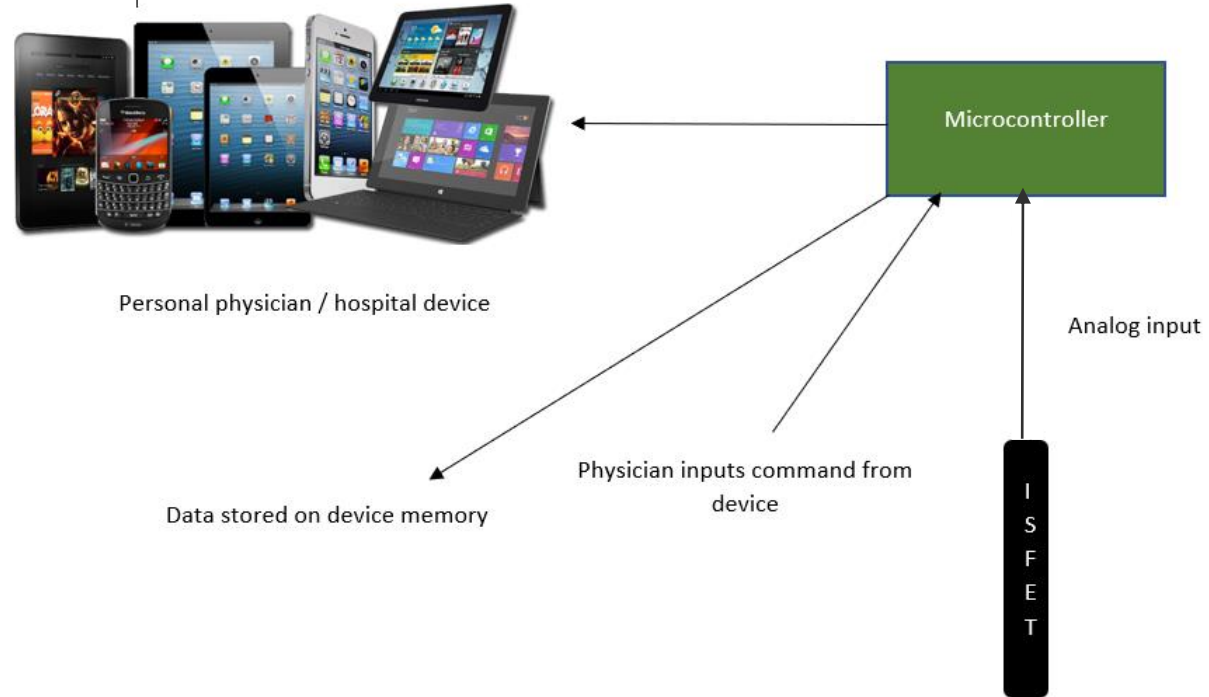 Microcontroller
Personal physician / hospital device
Analog input
Physician inputs command from
device
Data stored on device memory
I
S
F
E
T